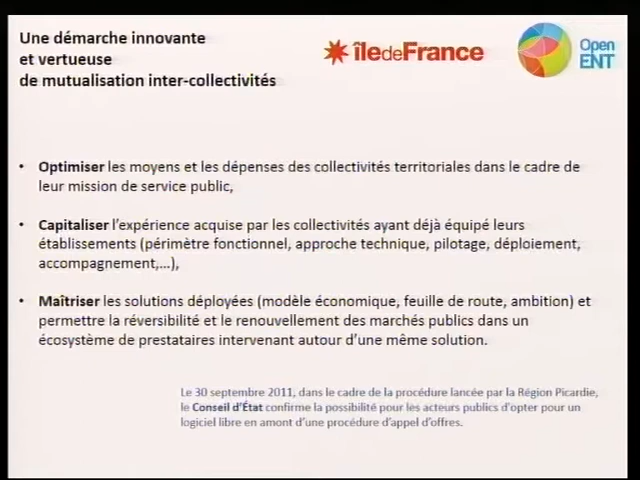 Une démarche innovante
et vertueuse
de mutualisation inter-collectivités
îledeFrance
Open
ENT
• Optimiser les moyens et les dépenses des collectivités territoriales dans le cadre de
leur mission de service public,
• Capitaliser l'expérience acquise par les collectivités ayant déjà équipé leurs
établissements (périmètre fonctionnel, approche technique, pilotage, déploiement,
accompagnement,...),
• Maîtriser les solutions déployées (modèle économique, feuille de route, ambition) et
permettre la réversibilité et le renouvellement des marchés publics dans un
écosystème de prestataires intervenant autour d'une même solution.
Le 30 septembre 2011, dans le cadre de la procédure lancée par la Région Picardie,
le Conseil d'État confirme la possibilité pour les acteurs publics d'opter pour un
logiciel libre en amont d'une procédure d'appel d'offres.